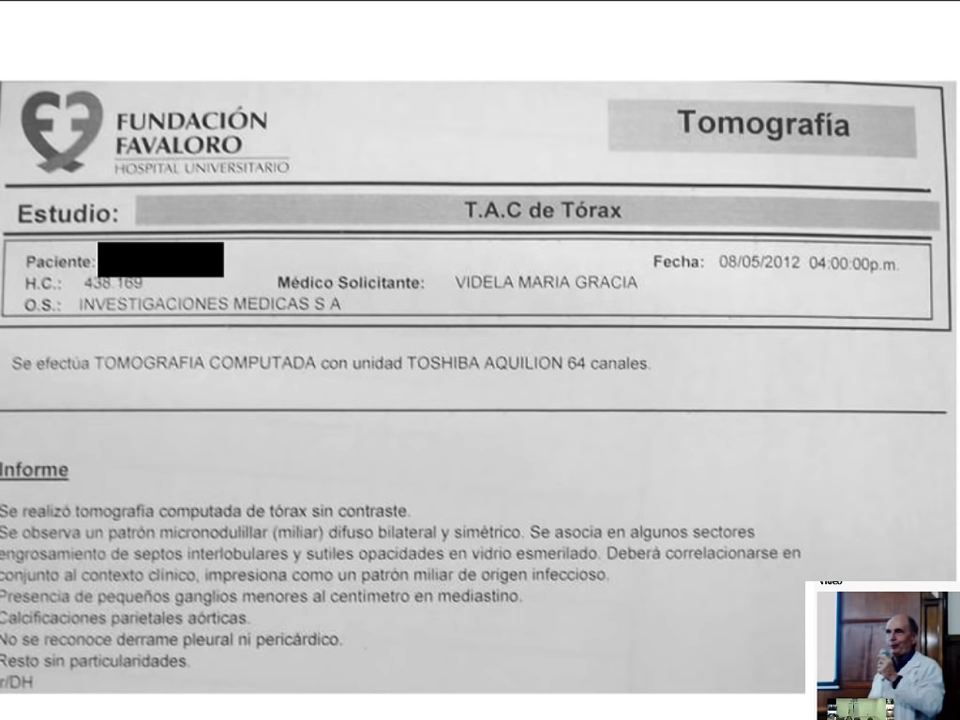 FUNDACIÓN
FAVALORO
HOSPITAL UNIVERSITARIO
Tomografía
Estudio: T.A.C de Tórax
Paciente:
Fecha: 08/05/2012 04:00:00p.m.
H.C.: 438.169 Médico Solicitante: VIDELA MARIA GRACIA
O.S.: INVESTIGACIONES MEDICAS S A
Se efectúa TOMOGRAFIA COMPUTADA con unidad TOSHIBA AQUILION 64 canales.
Informe
Se realizó tomografía computada de tórax sin contraste.
Se observa un patrón micronodulillar (miliar) difuso bilateral y simétrico. Se asocia en algunos sectores
engrosamiento de septos interlobulares y sutiles opacidades en vidrio esmerilado. Deberá correlacionarse en
conjunto al contexto clínico, impresiona como un patrón miliar de origen infeccioso.
Presencia de pequeños ganglios menores al centímetro en mediastino.
Calcificaciones parietales aórticas.
No se reconoce derrame pleural ni pericárdico.
Resto sin particularidades.
r/DH
Video